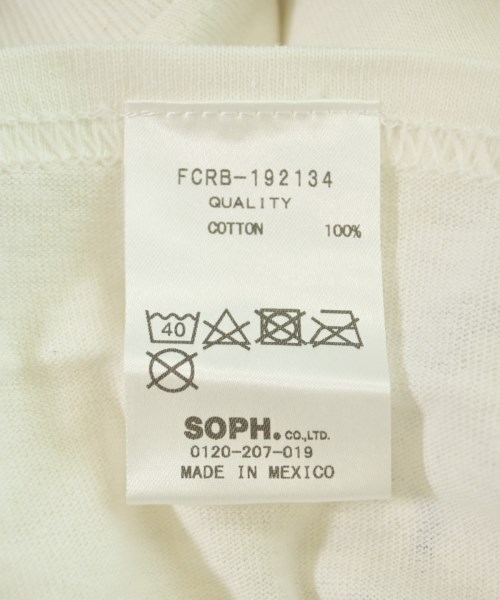 FCRB-192134
QUALITY
COTTON 100%
40
SOPH. CO.,LTD.
0120-207-019
MADE IN MEXICO